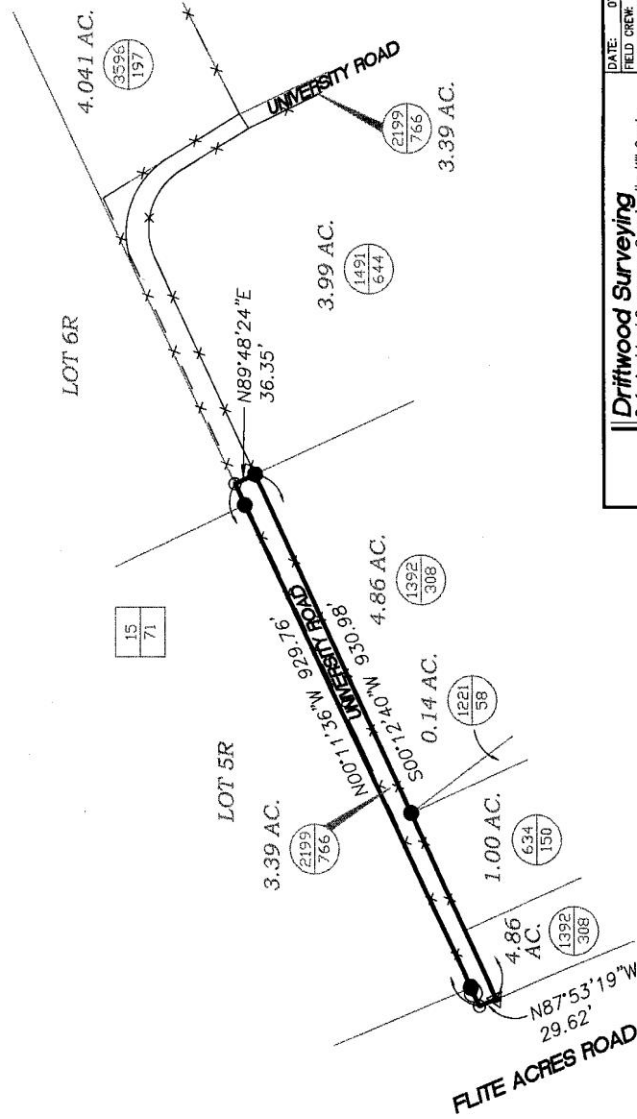 4.041 AC.
3596
197
UNIVERSITY ROAD
2199
766
3.39 AC.
LOT 6R
3.99 AC.
1491
644
N89°48'24"E
36.35'
15
71
LOT 5R
N00°11'36"W 929.76'
UNIVERSITY ROAD
S00°12'40"W 930.98'
4.86 AC.
1392
308
3.39 AC.
2199
766
0.14 AC.
1221
58
1.00 AC.
634
150
4.86
AC.
1392
308
N87°53'19"W
29.62'
FLITE ACRES ROAD
Driftwood Surveying
DATE:
FIELD CREW: